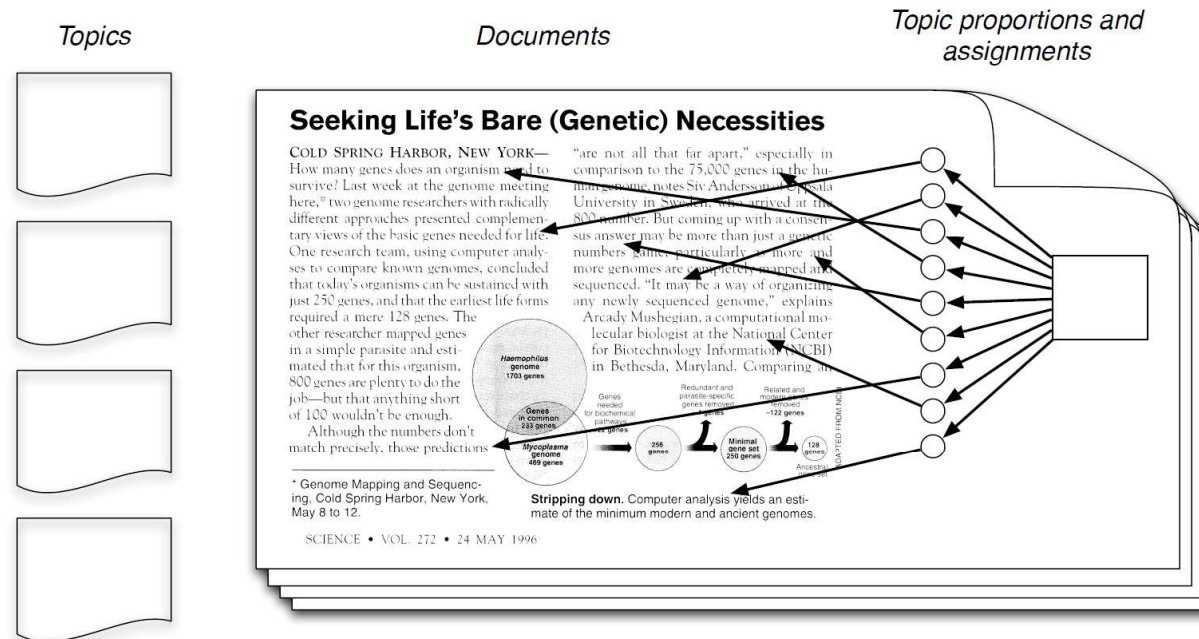 Topics
Documents
Topic proportions and
assignments
Seeking Life's Bare (Genetic) Necessities
COLD SPRING HARBOR, NEW YORK—
How many genes does an organism need to
survive? Last week at the genome meeting
here,* two genome researchers with radically
different approaches presented complemen-
tary views of the basic genes needed for life.
One research team, using computer analy-
ses to compare known genomes, concluded
that today's organisms can be sustained with
just 250 genes, and that the earliest life forms
required a mere 128 genes. The
other researcher mapped genes
in a simple parasite and esti-
mated that for this organism,
800 genes are plenty to do the
job—but that anything short
of 100 wouldn't be enough.
Although the numbers don't
match precisely, those predictions
* Genome Mapping and Sequenc-
ing, Cold Spring Harbor, New York,
May 8 to 12.
"are not all that far apart," especially in
comparison to the 75,000 genes in the hu-
man genome, notes Siv Andersson of Uppsala
University in Sweden, who arrived at the
800 number. But coming up with a consen-
sus answer may be more than just a genetic
numbers game, particularly as more and
more genomes are completely mapped and
sequenced. "It may be a way of organizing
any newly sequenced genome," explains
Arcady Mushegian, a computational mo-
lecular biologist at the National Center
for Biotechnology Information (NCBI)
in Bethesda, Maryland. Comparing an
Haemophilus
genome
1703 genes
Genes
in common
233 genes
Mycoplasma
genome
469 genes
Genes
needed
for biochemical
pathways
genes
256
genes
Redundant and
parasite-specific
genes removed
genes
Minimal
gene set
250 genes
Related and
modern genes
removed
–122 genes
128
genes
Ancestral
gene set
ADAPTED FROM NCBI
Stripping down. Computer analysis yields an esti-
mate of the minimum modern and ancient genomes.
SCIENCE • VOL. 272 • 24 MAY 1996